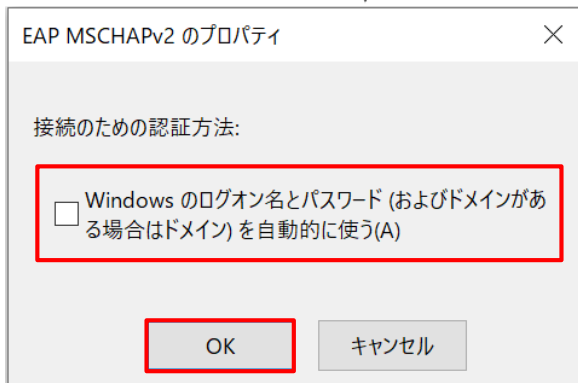 EAP MSCHAPv2 のプロパティ
接続のための認証方法:
Windows のログオン名とパスワード (およびドメインがあ
る場合はドメイン) を自動的に使う(A)
OK
キャンセル